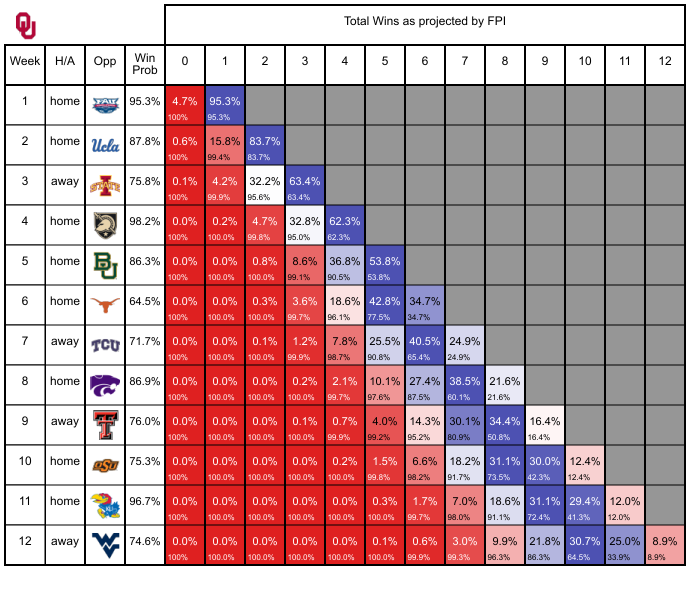 OU
Total Wins as projected by FPI
Week H/A Opp Win Prob 0 1 2 3 4 5 6 7 8 9 10 11 12
1 home FAU 95.3% 4.7% 95.3%
100% 95.3%
2 home Ucla 87.8% 0.6% 15.8% 83.7%
100% 99.4% 83.7%
3 away STATE 75.8% 0.1% 4.2% 32.2% 63.4%
100% 99.9% 95.6% 63.4%
4 home 98.2% 0.0% 0.2% 4.7% 32.8% 62.3%
100% 100.0% 99.8% 95.0% 62.3%
5 home BU 86.3% 0.0% 0.0% 0.8% 8.6% 36.8% 53.8%
100% 100.0% 100.0% 99.1% 90.5% 53.8%
6 home 64.5% 0.0% 0.0% 0.3% 3.6% 18.6% 42.8% 34.7%
100% 100.0% 100.0% 99.7% 96.1% 77.5% 34.7%
7 away TCU 71.7% 0.0% 0.0% 0.1% 1.2% 7.8% 25.5% 40.5% 24.9%
100% 100.0% 100.0% 99.9% 98.7% 90.8% 65.4% 24.9%
8 home 86.9% 0.0% 0.0% 0.0% 0.2% 2.1% 10.1% 27.4% 38.5% 21.6%
100% 100.0% 100.0% 100.0% 99.7% 97.6% 87.5% 60.1% 21.6%
9 away T 76.0% 0.0% 0.0% 0.0% 0.1% 0.7% 4.0% 14.3% 30.1% 34.4% 16.4%
100% 100.0% 100.0% 100.0% 99.9% 99.2% 95.2% 80.9% 50.8% 16.4%
10 home OSU 75.3% 0.0% 0.0% 0.0% 0.0% 0.2% 1.5% 6.6% 18.2% 31.1% 30.0% 12.4%
100% 100.0% 100.0% 100.0% 100.0% 99.8% 98.2% 91.7% 73.5% 42.3% 12.4%
11 home KU 96.7% 0.0% 0.0% 0.0% 0.0% 0.0% 0.3% 1.7% 7.0% 18.6% 31.1% 29.4% 12.0%
100% 100.0% 100.0% 100.0% 100.0% 100.0% 99.7% 98.0% 91.1% 72.4% 41.3% 12.0%
12 away WV 74.6% 0.0% 0.0% 0.0% 0.0% 0.0% 0.1% 0.6% 3.0% 9.9% 21.8% 30.7% 25.0% 8.9%
100% 100.0% 100.0% 100.0% 100.0% 100.0% 99.9% 99.3% 96.3% 86.3% 64.5% 33.9% 8.9%